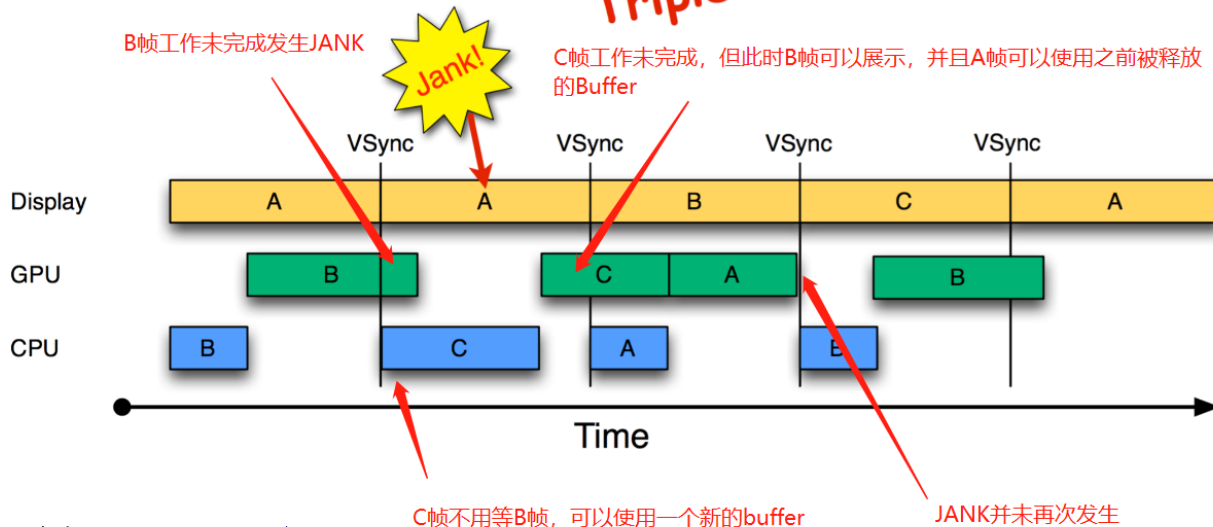 Triple
B帧工作未完成发生JANK
Jank!
C帧工作未完成，但此时B帧可以展示，并且A帧可以使用之前被释放
的Buffer
VSync VSync VSync VSync
Display A A B C A
GPU B C A B
CPU B C A B
Time
C帧不用等B帧，可以使用一个新的buffer
JANK并未再次发生